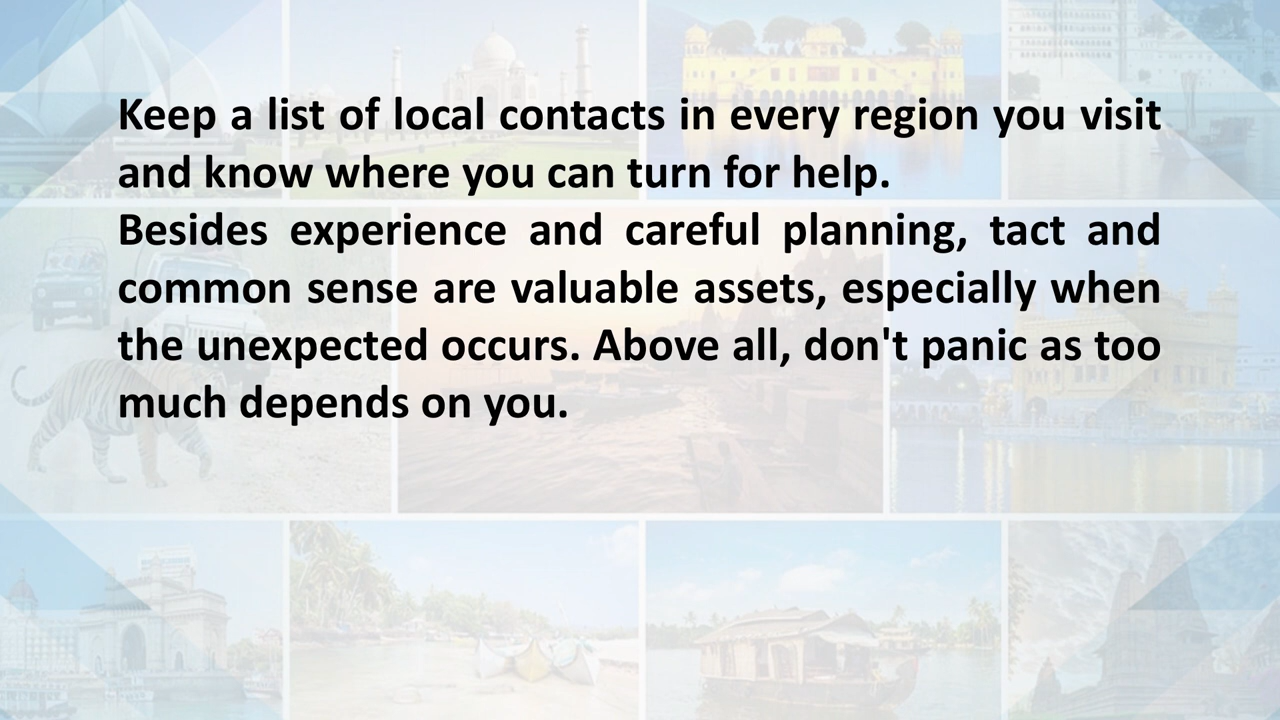 Keep a list of local contacts in every region you visit
and know where you can turn for help.
Besides experience and careful planning, tact and
common sense are valuable assets, especially when
the unexpected occurs. Above all, don't panic as too
much depends on you.